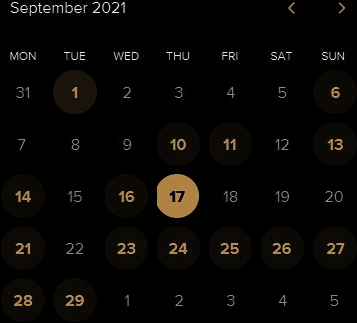 September 2021
MON TUE WED THU FRI SAT SUN
31 1 2 3 4 5 6
7 8 9 10 11 12 13
14 15 16 17 18 19 20
21 22 23 24 25 26 27
28 29 1 2 3 4 5